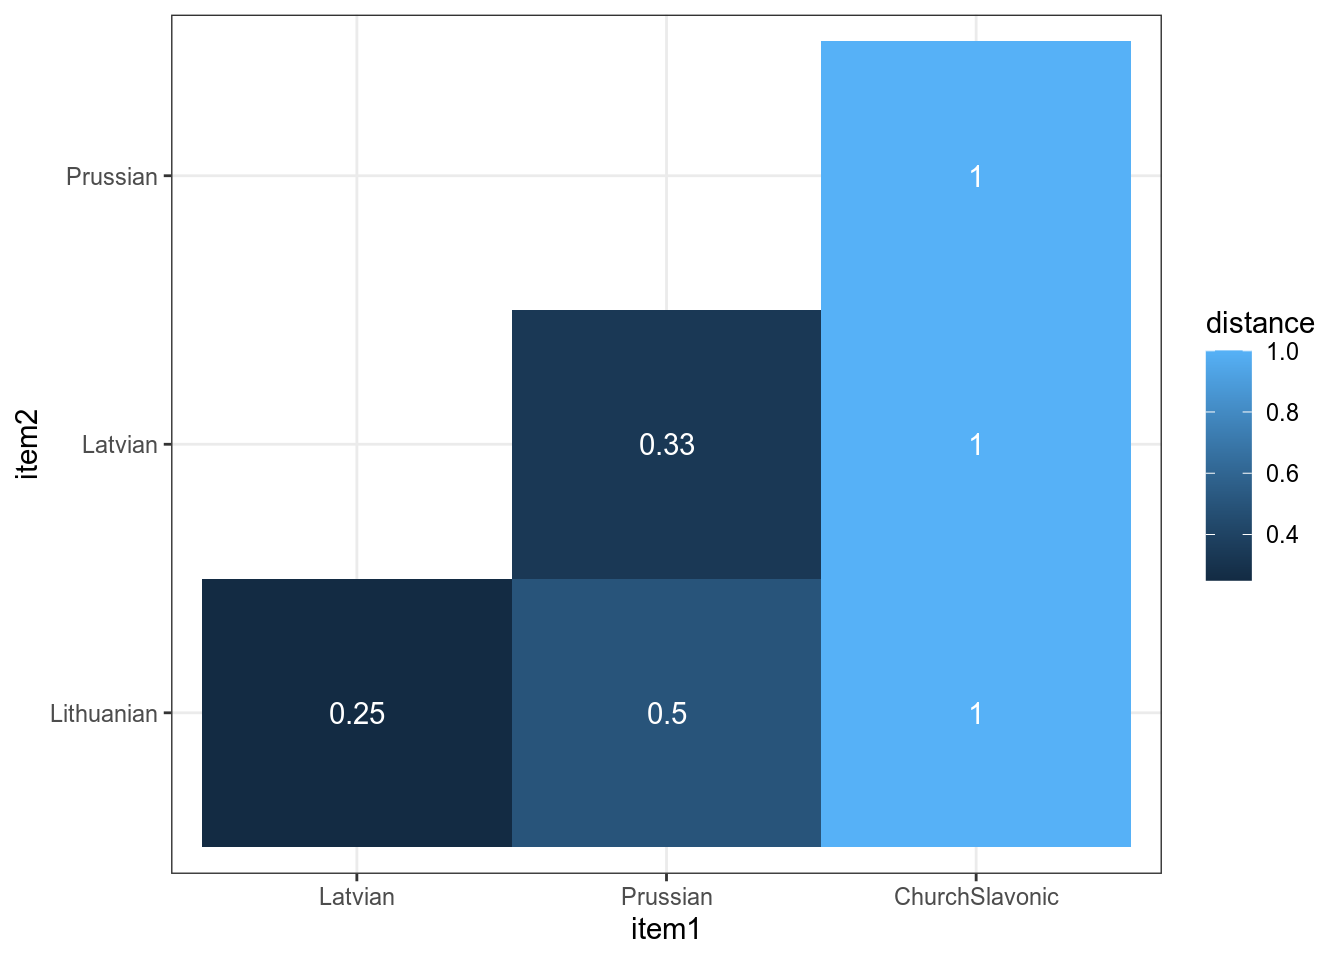 Prussian
Latvian
Lithuanian
item2
1
0.33
1
0.25
0.5
1
Latvian
Prussian
ChurchSlavonic
item1
distance
1.0
0.8
0.6
0.4